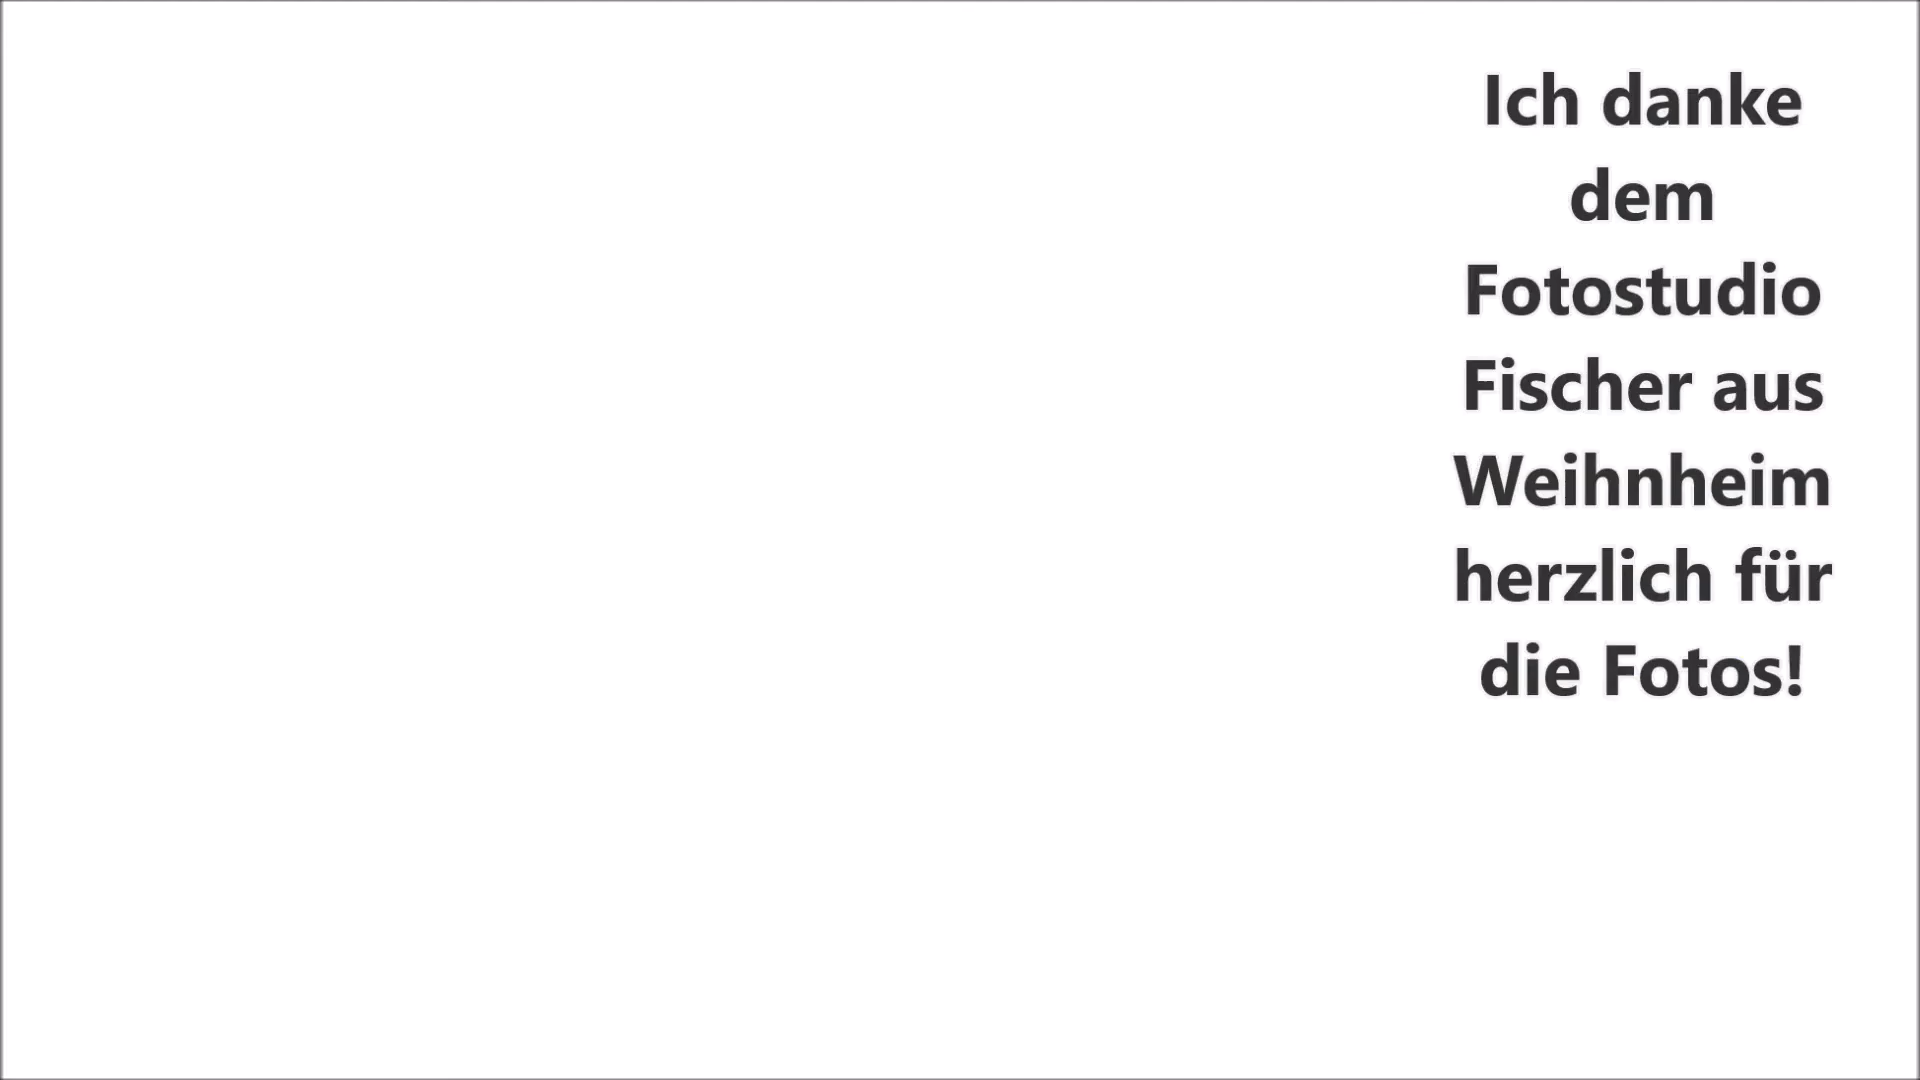 Ich danke
dem
Fotostudio
Fischer aus
Weihnheim
herzlich für
die Fotos!